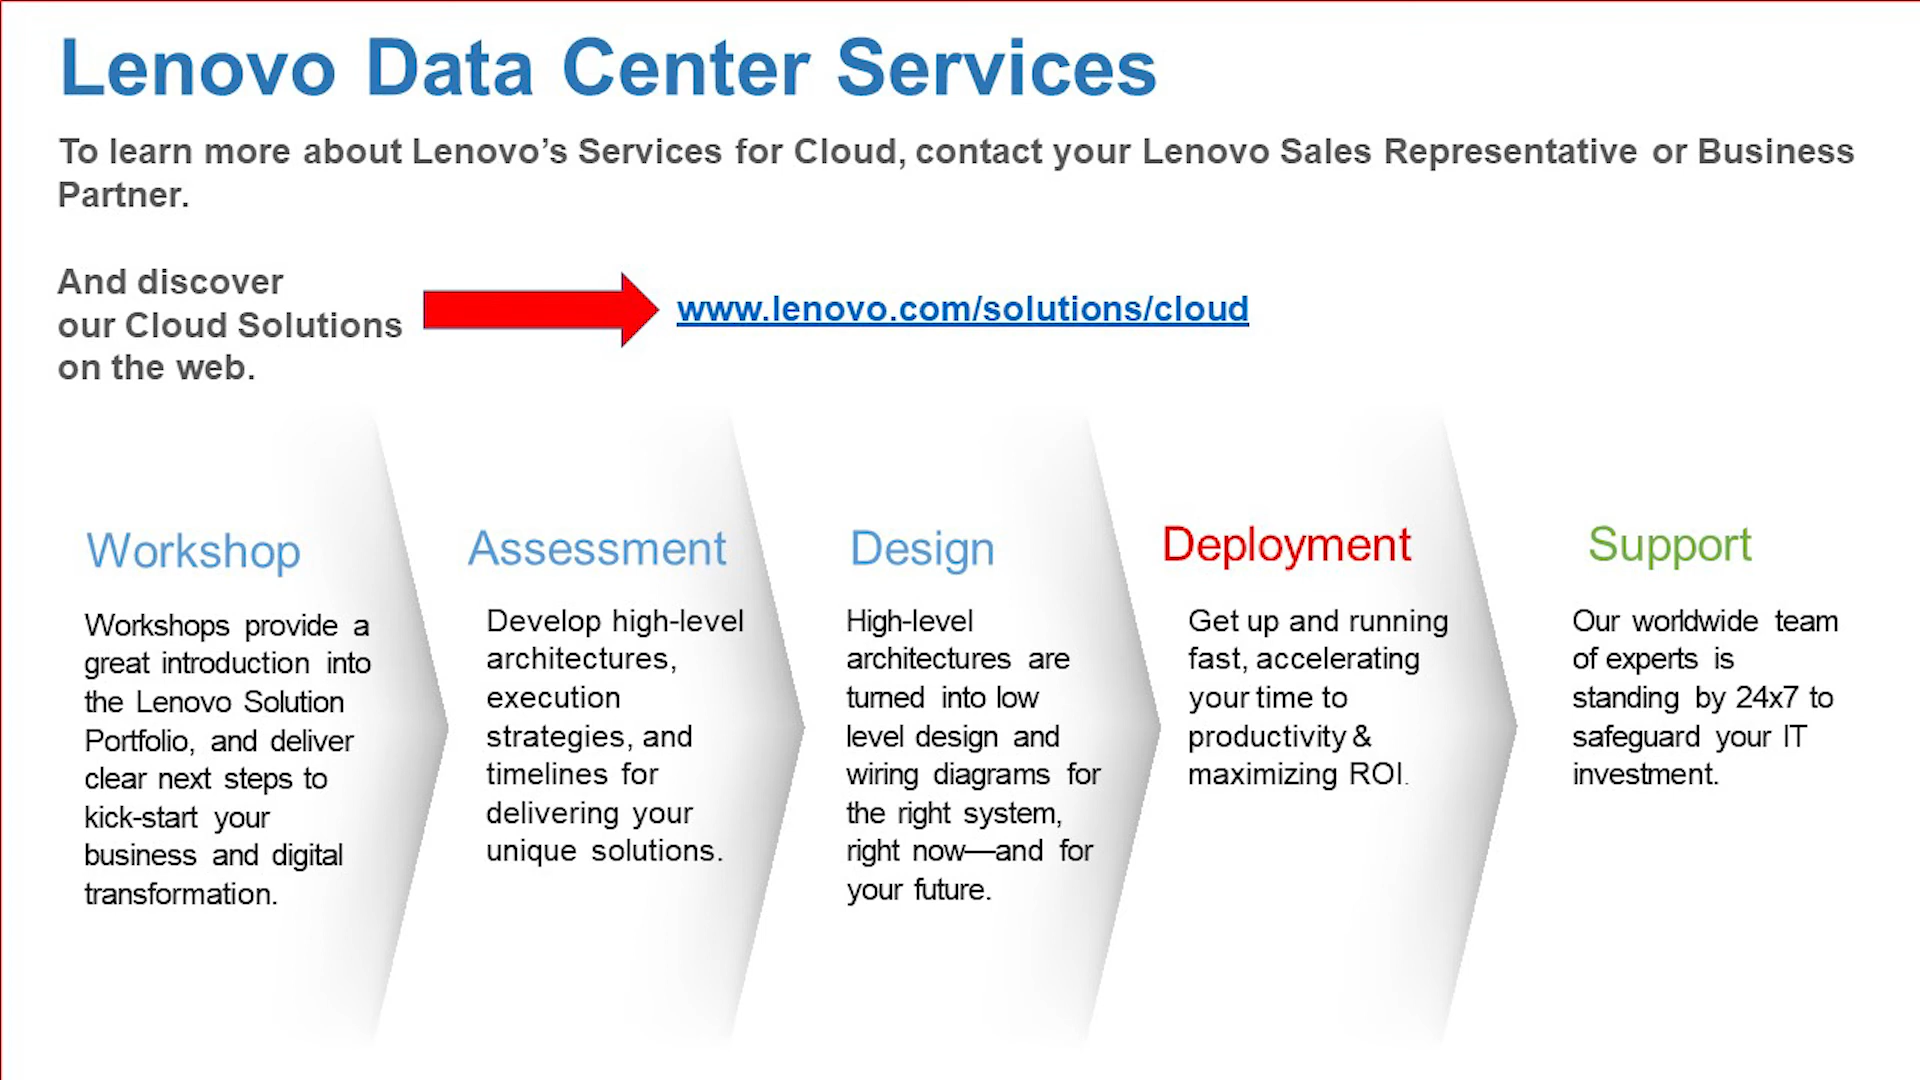 Lenovo Data Center Services
To learn more about Lenovo’s Services for Cloud, contact your Lenovo Sales Representative or Business
Partner.
And discover
our Cloud Solutions
on the web.
www.lenovo.com/solutions/cloud
Workshop
Workshops provide a
great introduction into
the Lenovo Solution
Portfolio, and deliver
clear next steps to
kick-start your
business and digital
transformation.
Assessment
Develop high-level
architectures,
execution
strategies, and
timelines for
delivering your
unique solutions.
Design
High-level
architectures are
turned into low
level design and
wiring diagrams for
the right system,
right now—and for
your future.
Deployment
Get up and running
fast, accelerating
your time to
productivity &
maximizing ROI.
Support
Our worldwide team
of experts is
standing by 24x7 to
safeguard your IT
investment.